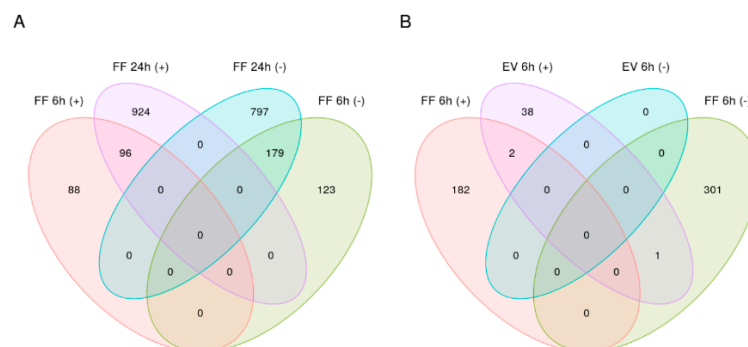 A
B
FF 24h (+) FF 24h (-)
EV 6h (+) EV 6h (-)
FF 6h (+) FF 6h (-)
FF 6h (+) FF 6h (-)
924 797
38 0
0
0
96 179
2 0
88 0 0 123
182 0 0 301
0
0
0 0
0 1
0 0
0 0
0
0